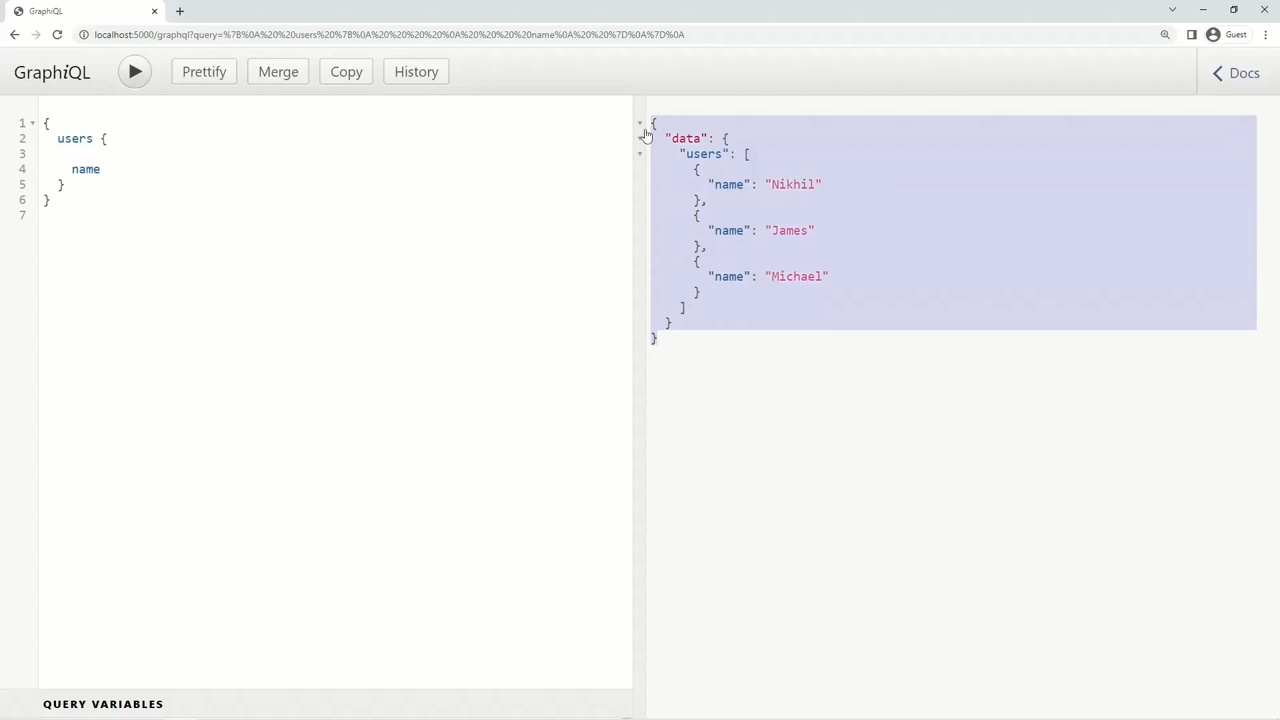 GraphiQL
localhost:5000/graphql?query=%7B%0A%20%20users%20%7B%0A%20%20%20%20%0A%20%20%20%20name%0A%20%20%7D%0A%7D%0A
Guest
GraphiQL
Prettify
Merge
Copy
History
Docs
1 {
2 users {
3
4 name
5 }
6 }
7
{
"data": {
"users": [
{
"name": "Nikhil"
},
{
"name": "James"
},
{
"name": "Michael"
}
]
}
}
QUERY VARIABLES